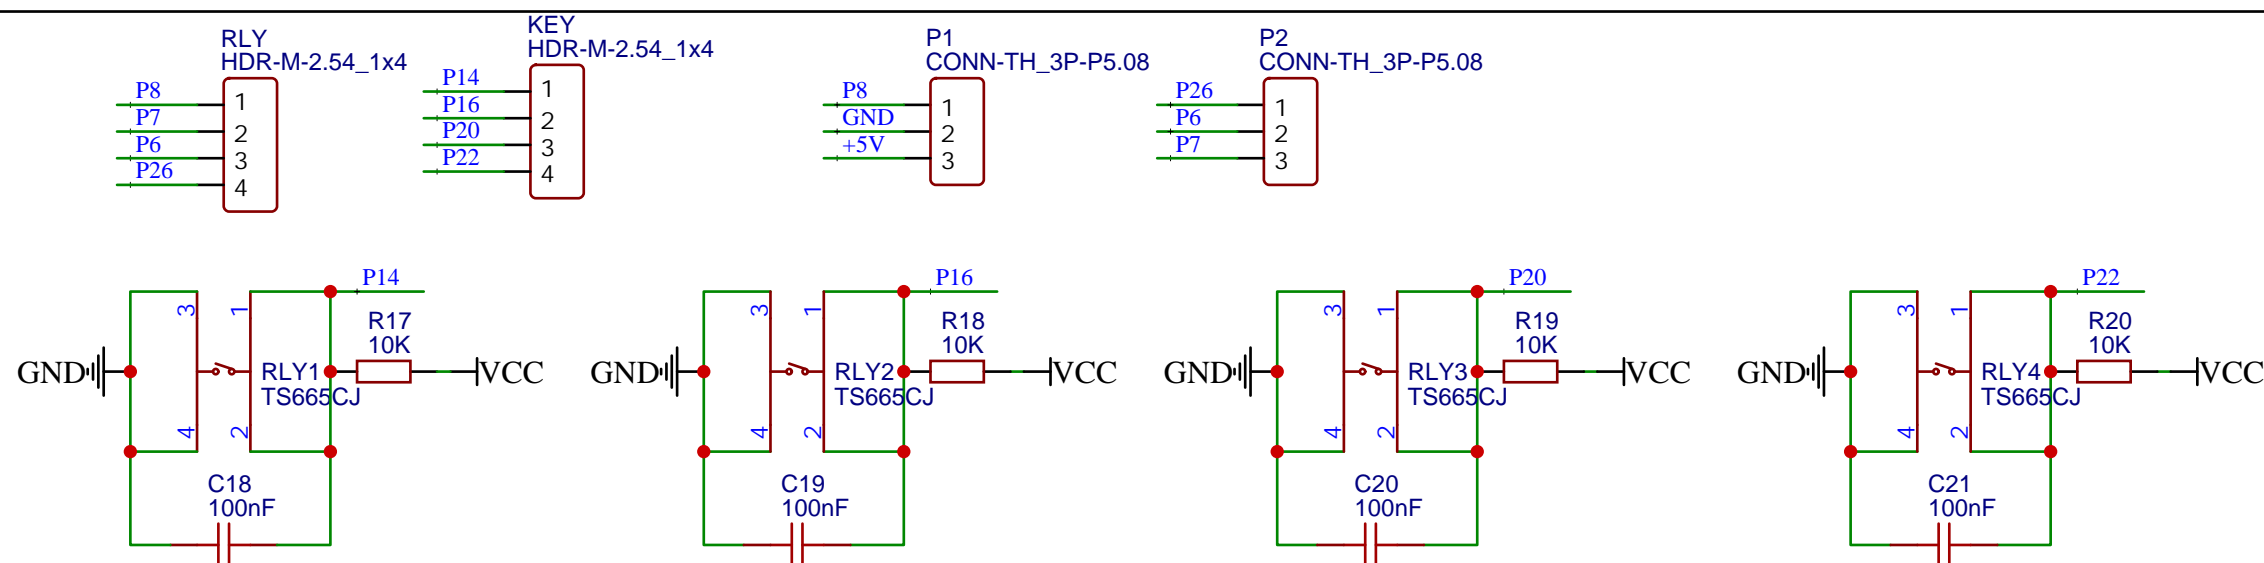 RLY
HDR-M-2.54_1x4
P8
1
P7
2
P6
3
P26
4
KEY
HDR-M-2.54_1x4
P14
1
P16
2
P20
3
P22
4
P1
CONN-TH_3P-P5.08
P8
1
GND
2
+5V
3
P2
CONN-TH_3P-P5.08
P26
1
P6
2
P7
3
P14
3
1
R17
10K
GND
RLY1
TS665CJ
VCC
4
2
C18
100nF
P16
3
1
R18
10K
GND
RLY2
TS665CJ
VCC
4
2
C19
100nF
P20
3
1
R19
10K
GND
RLY3
TS665CJ
VCC
4
2
C20
100nF
P22
3
1
R20
10K
GND
RLY4
TS665CJ
VCC
4
2
C21
100nF